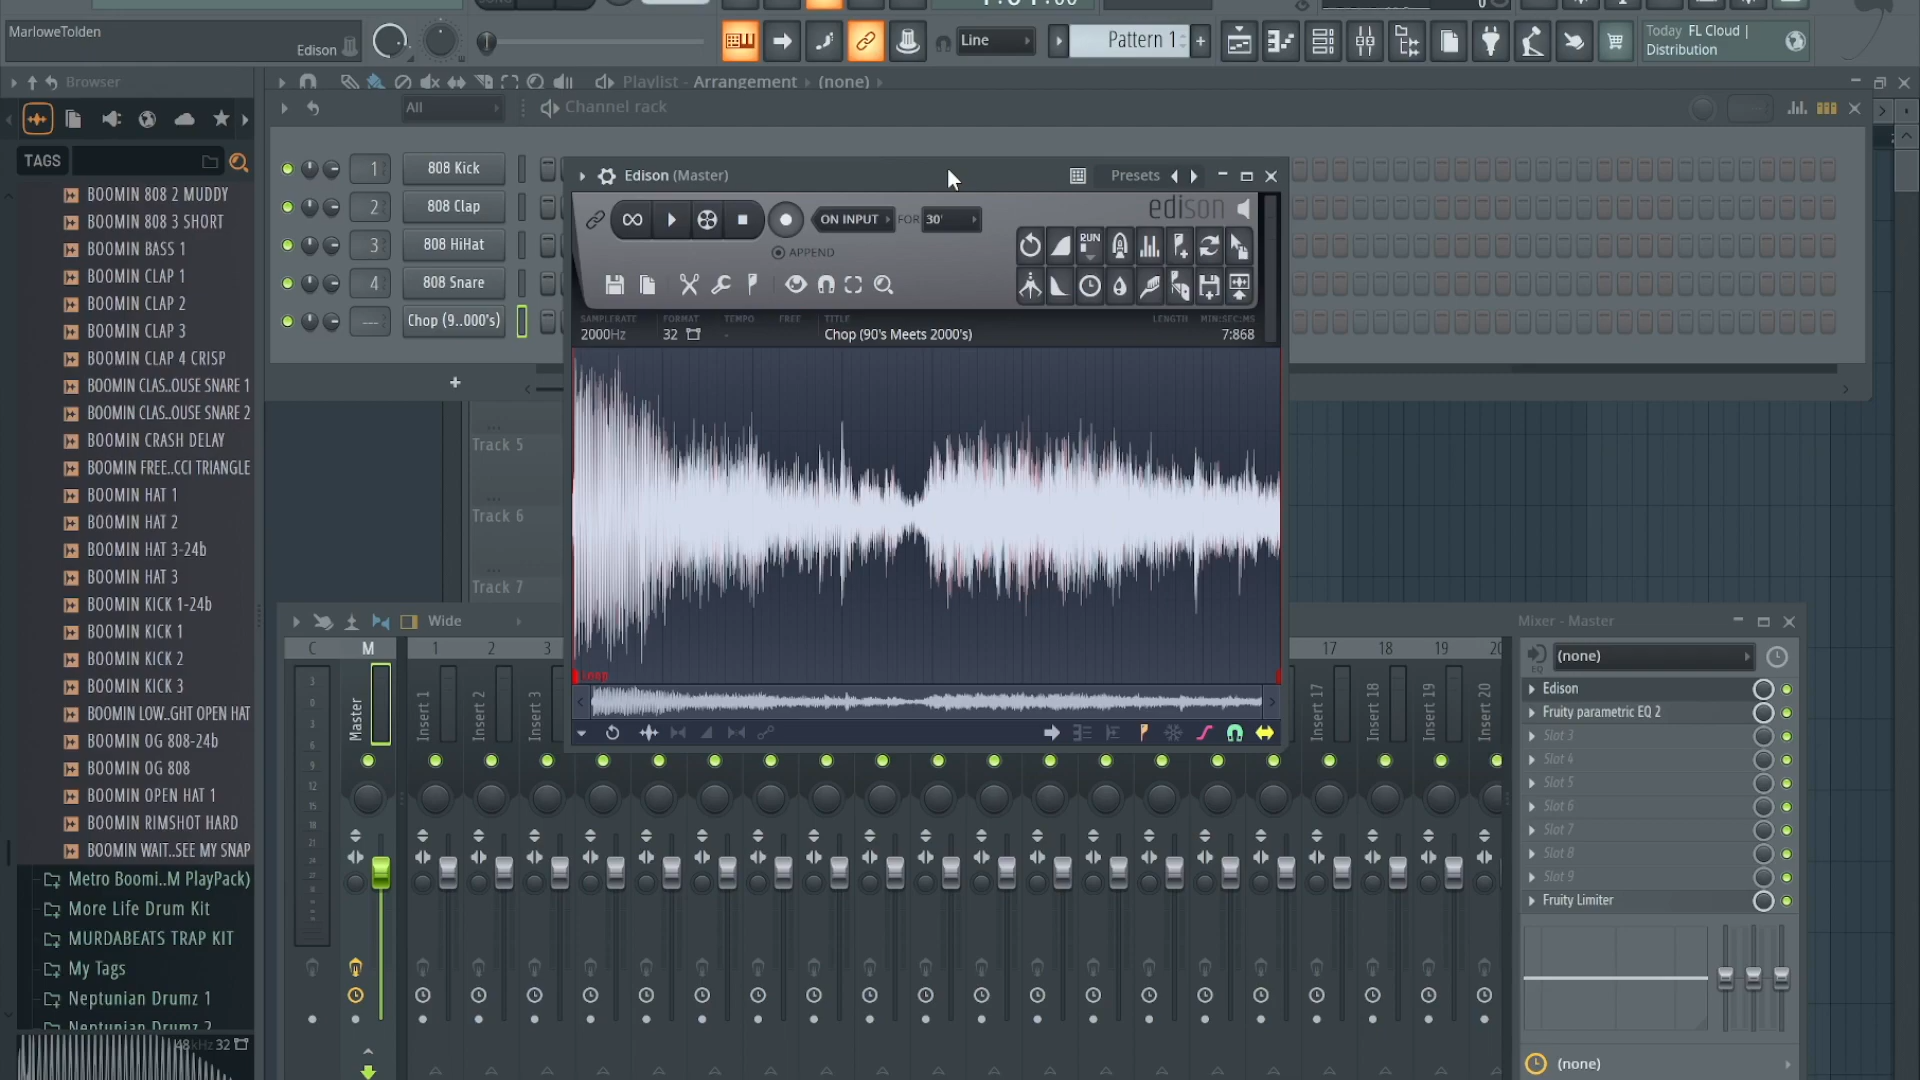 MarloweTolden
Edison
Line
Pattern 1
+
Today FL Cloud |
Distribution
Browser
Playlist - Arrangement › (none) ›
All
Channel rack
TAGS
BOOMIN 808 2 MUDDY
BOOMIN 808 3 SHORT
BOOMIN BASS 1
BOOMIN CLAP 1
BOOMIN CLAP 2
BOOMIN CLAP 3
BOOMIN CLAP 4 CRISP
BOOMIN CLAS..OUSE SNARE 1
BOOMIN CLAS..OUSE SNARE 2
BOOMIN CRASH DELAY
BOOMIN FREE..CCI TRIANGLE
BOOMIN HAT 1
BOOMIN HAT 2
BOOMIN HAT 3-24b
BOOMIN HAT 3
BOOMIN KICK 1-24b
BOOMIN KICK 1
BOOMIN KICK 2
BOOMIN KICK 3
BOOMIN LOW..GHT OPEN HAT
BOOMIN OG 808-24b
BOOMIN OG 808
BOOMIN OPEN HAT 1
BOOMIN RIMSHOT HARD
BOOMIN WAIT..SEE MY SNAP
Metro Boomi..M PlayPack)
More Life Drum Kit
MURDABEATS TRAP KIT
My Tags
Neptunian Drumz 1
Neptunian Drumz 2
48kHz 32
1 808 Kick
2 808 Clap
3 808 HiHat
4 808 Snare
--- Chop (9..000's)
+
Edison (Master)
Presets
edison
ON INPUT FOR 30'
APPEND
RUN
SAMPLERATE FORMAT TEMPO FREE TITLE LENGTH MIN:SEC:MS
2000Hz 32 - Chop (90's Meets 2000's) 7:868
Track 5
Track 6
Track 7
Wide
C M 1 2 3 17 18 19 20
Master
Insert 1
Insert 2
Insert 3
Insert 17
Insert 18
Insert 19
Insert 20
3
0
3
6
9
12
15
18
21
24
Mixer - Master
(none)
EQ
Edison
Fruity parametric EQ 2
Slot 3
Slot 4
Slot 5
Slot 6
Slot 7
Slot 8
Slot 9
Fruity Limiter
(none)